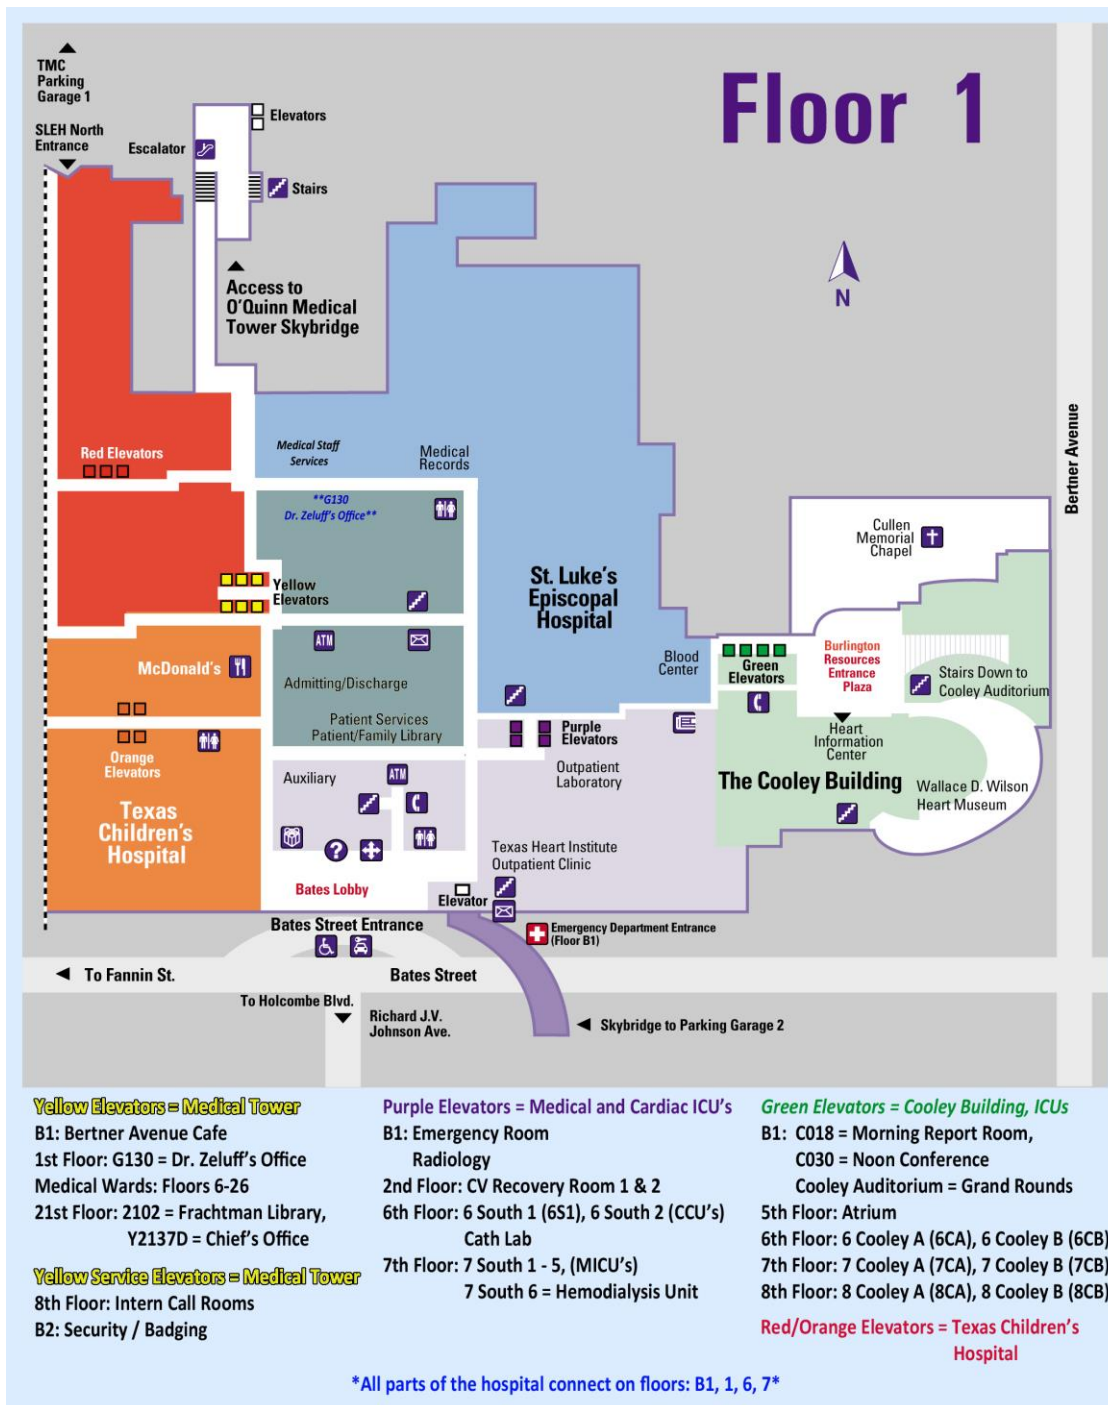 Floor 1
TMC
Parking
Garage 1
SLEH North
Entrance
Elevators
Escalator
Stairs
Access to
O'Quinn Medical
Tower Skybridge
N
Bertner Avenue
Red Elevators
Medical Staff
Services
Medical
Records
**G130
Dr. Zeluff's Office**
Cullen
Memorial
Chapel
Yellow
Elevators
St. Luke's
Episcopal
Hospital
ATM
McDonald's
Admitting/Discharge
Blood
Center
Green
Elevators
Burlington
Resources
Entrance
Plaza
Stairs Down to
Cooley Auditorium
Patient Services
Patient/Family Library
Purple
Elevators
Heart
Information
Center
Orange
Elevators
Outpatient
Laboratory
Auxiliary
ATM
The Cooley Building
Wallace D. Wilson
Heart Museum
Texas
Children's
Hospital
?
Texas Heart Institute
Outpatient Clinic
Bates Lobby
Elevator
Bates Street Entrance
Emergency Department Entrance
(Floor B1)
To Fannin St.
Bates Street
To Holcombe Blvd.
Richard J.V.
Johnson Ave.
Skybridge to Parking Garage 2
Yellow Elevators = Medical Tower
B1: Bertner Avenue Cafe
1st Floor: G130 = Dr. Zeluff's Office
Medical Wards: Floors 6-26
21st Floor: 2102 = Frachtman Library,
Y2137D = Chief's Office
Yellow Service Elevators = Medical Tower
8th Floor: Intern Call Rooms
B2: Security / Badging
Purple Elevators = Medical and Cardiac ICU's
B1: Emergency Room
Radiology
2nd Floor: CV Recovery Room 1 & 2
6th Floor: 6 South 1 (6S1), 6 South 2 (CCU's)
Cath Lab
7th Floor: 7 South 1 - 5, (MICU's)
7 South 6 = Hemodialysis Unit
Green Elevators = Cooley Building, ICUs
B1: C018 = Morning Report Room,
C030 = Noon Conference
Cooley Auditorium = Grand Rounds
5th Floor: Atrium
6th Floor: 6 Cooley A (6CA), 6 Cooley B (6CB)
7th Floor: 7 Cooley A (7CA), 7 Cooley B (7CB)
8th Floor: 8 Cooley A (8CA), 8 Cooley B (8CB)
Red/Orange Elevators = Texas Children's
Hospital
*All parts of the hospital connect on floors: B1, 1, 6, 7*